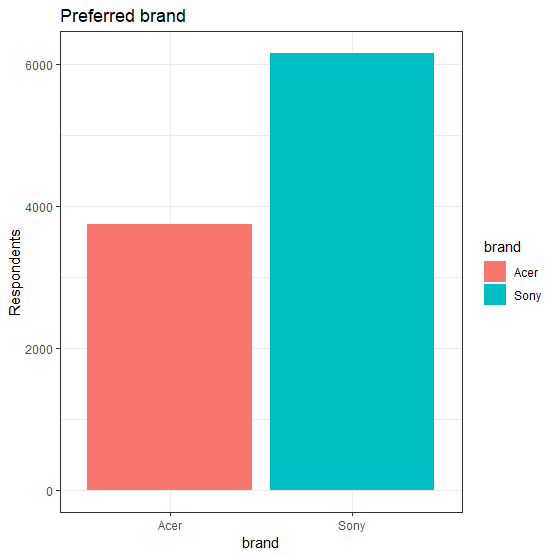 Preferred brand
6000
4000
2000
0
Respondents
Acer
Sony
brand
brand
Acer
Sony